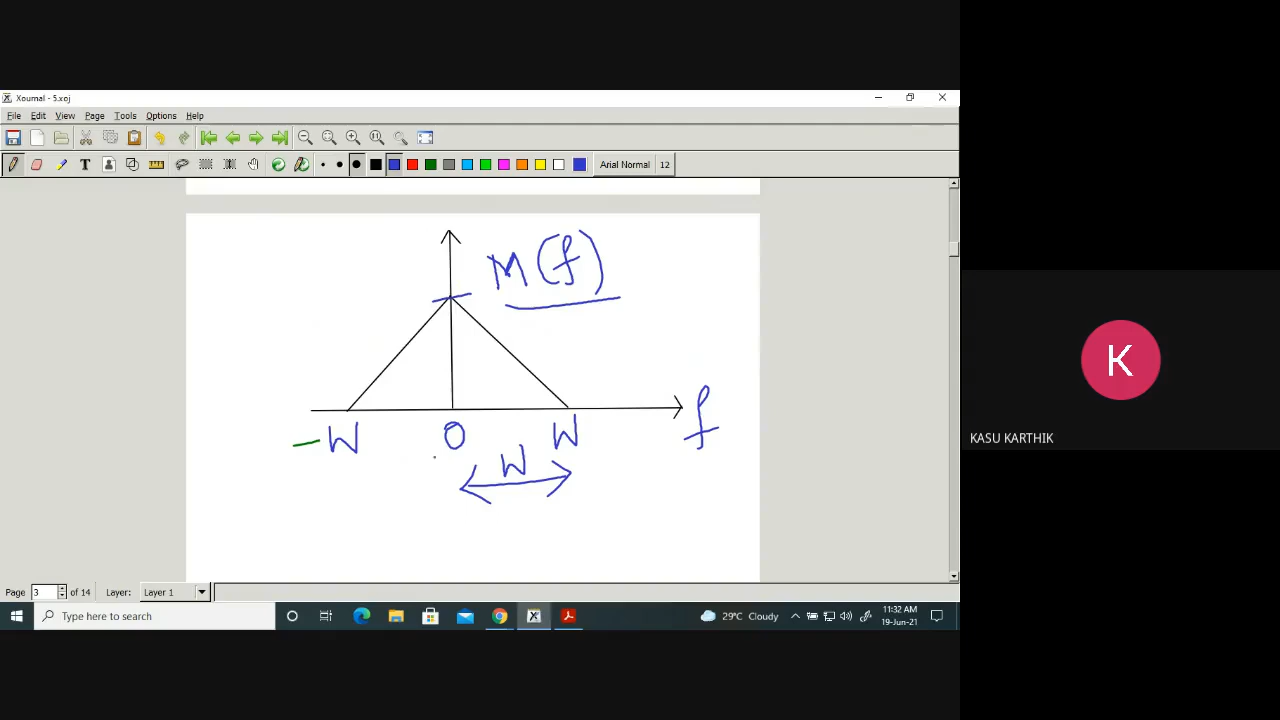 Xournal - 5.xoj
File Edit View Page Tools Options Help
T Arial Normal 12
M(f)
-W 0 W f
W
Page 3 of 14 Layer: Layer 1
Type here to search
29°C Cloudy
11:32 AM
19-Jun-21
K
KASU KARTHIK